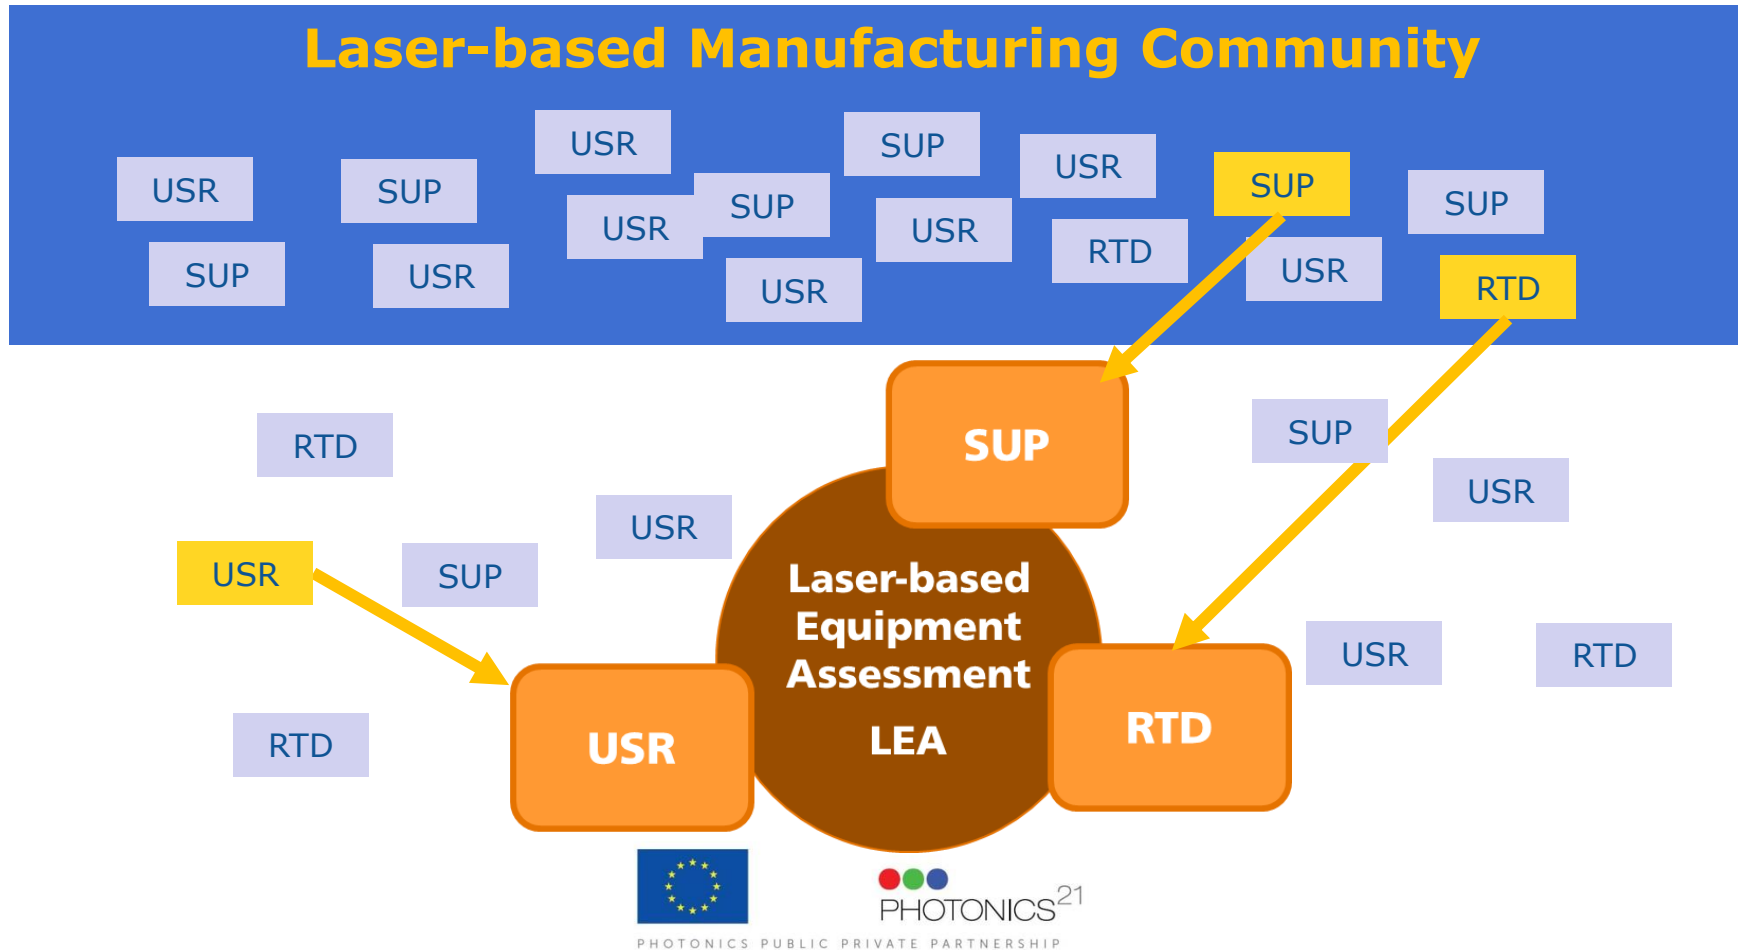 Laser-based Manufacturing Community
USR
SUP
USR
SUP
USR
SUP
SUP
USR
SUP
USR
SUP
USR
RTD
USR
SUP
USR
USR
RTD
RTD
SUP
SUP
USR
USR
USR
SUP
Laser-based
Equipment
Assessment
LEA
USR
RTD
RTD
USR
RTD
PHOTONICS21
PHOTONICS PUBLIC PRIVATE PARTNERSHIP